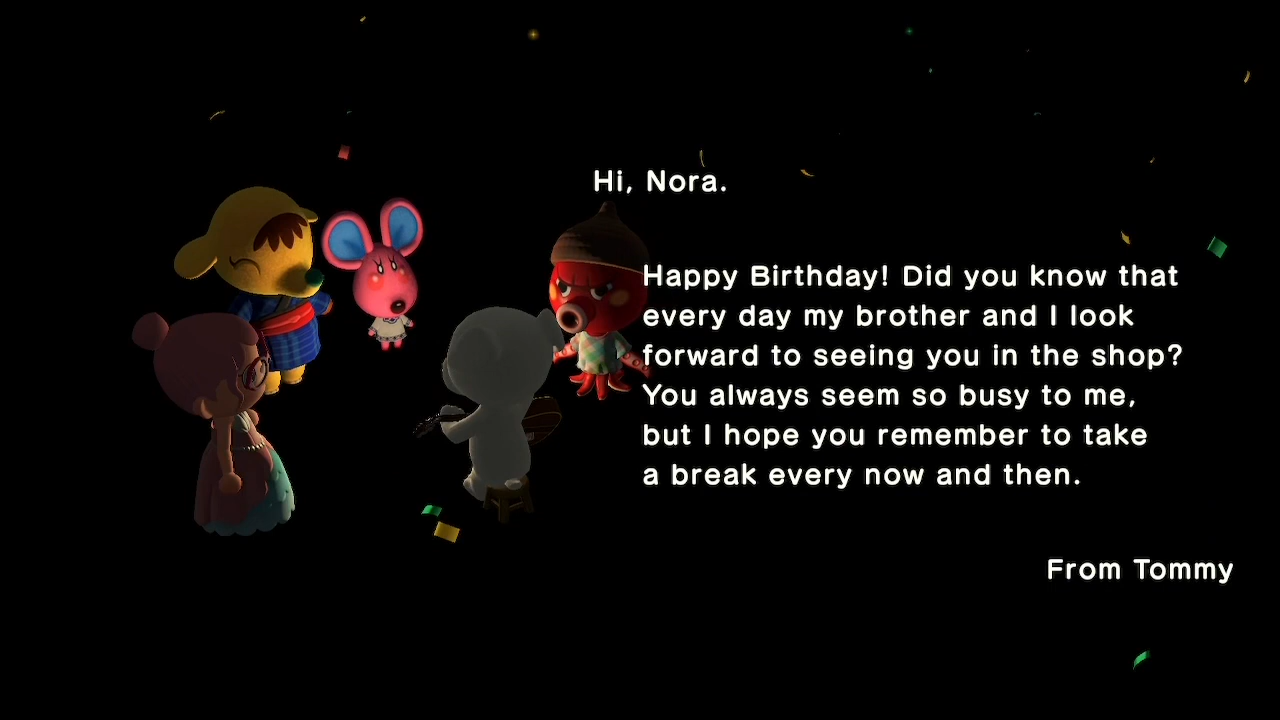 Hi, Nora.
Happy Birthday! Did you know that
every day my brother and I look
forward to seeing you in the shop?
You always seem so busy to me,
but I hope you remember to take
a break every now and then.
From Tommy